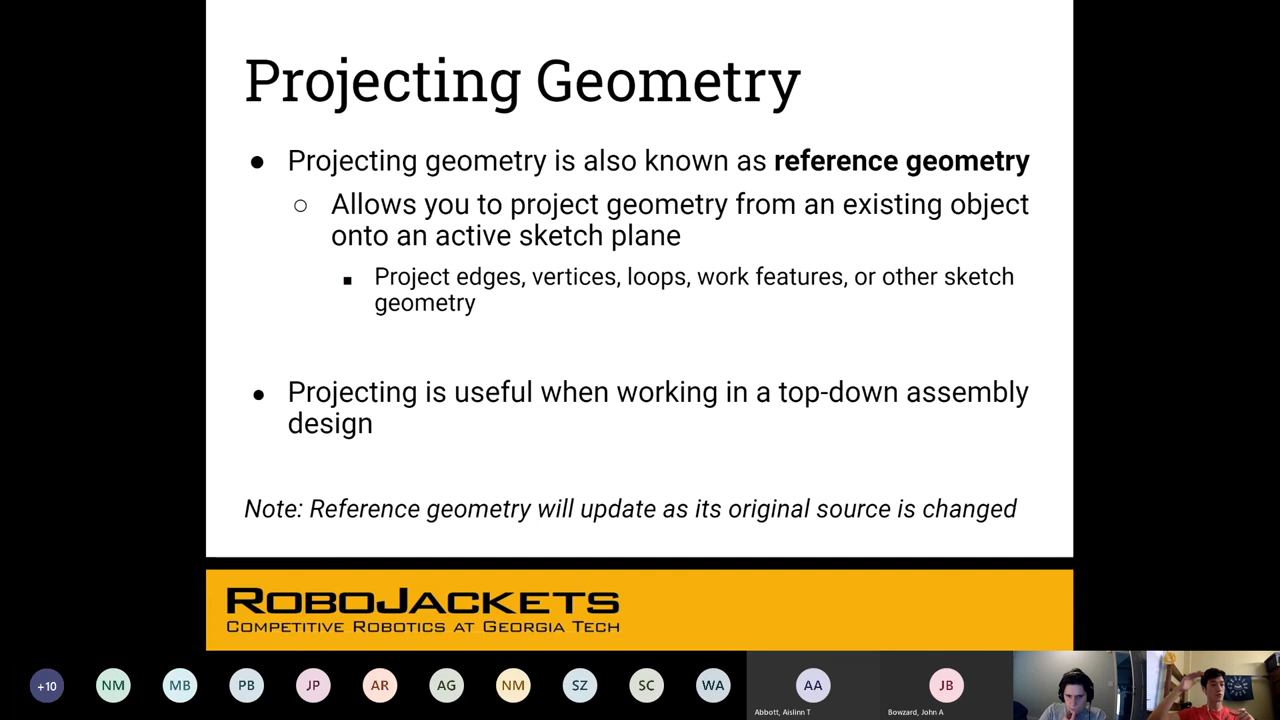 Projecting Geometry
● Projecting geometry is also known as reference geometry
○ Allows you to project geometry from an existing object
onto an active sketch plane
■ Project edges, vertices, loops, work features, or other sketch
geometry
● Projecting is useful when working in a top-down assembly
design
Note: Reference geometry will update as its original source is changed
ROBOJACKETS
COMPETITIVE ROBOTICS AT GEORGIA TECH
+10 NM MB PB JP AR AG NM SZ SC WA AA JB
Abbott, Aislinn T Bowzard, John A